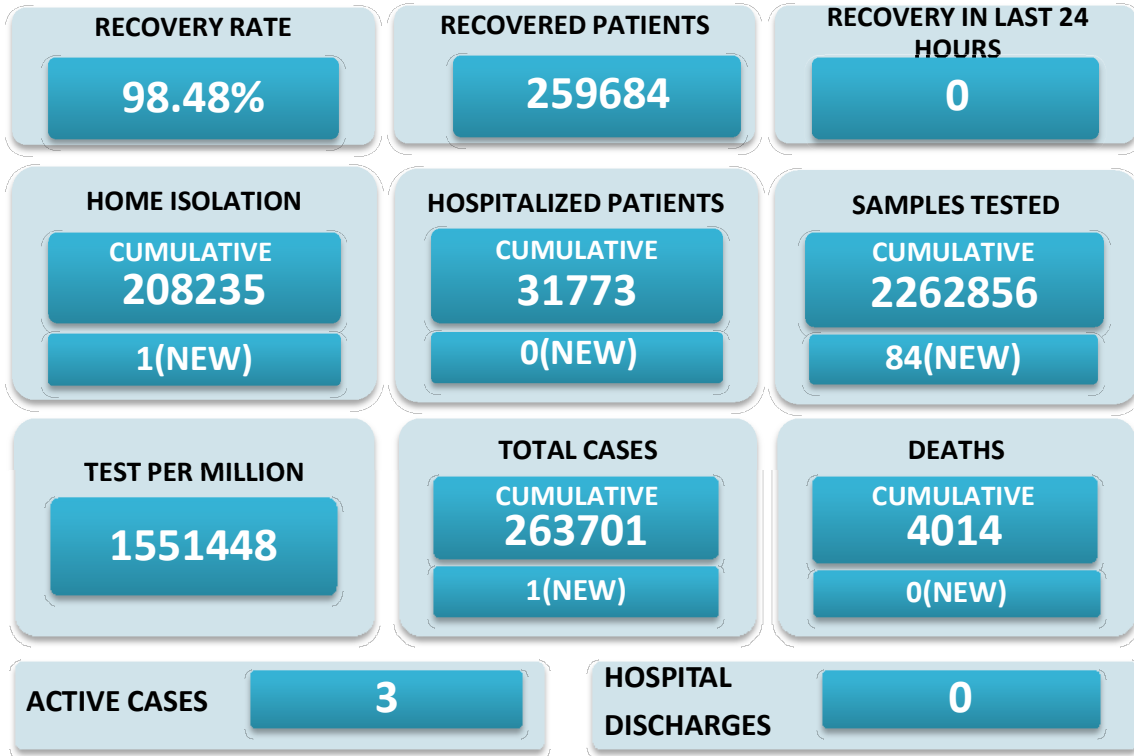 RECOVERY RATE
98.48%
RECOVERED PATIENTS
259684
RECOVERY IN LAST 24
HOURS
0
HOME ISOLATION
CUMULATIVE
208235
1(NEW)
HOSPITALIZED PATIENTS
CUMULATIVE
31773
0(NEW)
SAMPLES TESTED
CUMULATIVE
2262856
84(NEW)
TEST PER MILLION
1551448
TOTAL CASES
CUMULATIVE
263701
1(NEW)
DEATHS
CUMULATIVE
4014
0(NEW)
ACTIVE CASES
3
HOSPITAL
DISCHARGES
0